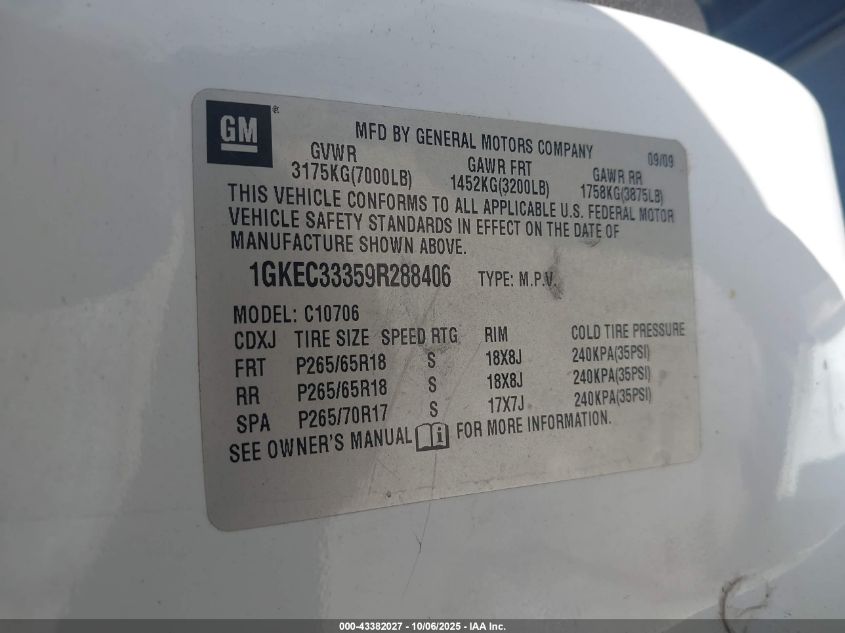 GM ®
MFD BY GENERAL MOTORS COMPANY 09/09
GVWR GAWR FRT GAWR RR
3175KG(7000LB) 1452KG(3200LB) 1758KG(3875LB)
THIS VEHICLE CONFORMS TO ALL APPLICABLE U.S. FEDERAL MOTOR
VEHICLE SAFETY STANDARDS IN EFFECT ON THE DATE OF
MANUFACTURE SHOWN ABOVE.
1GKEC33359R288406 TYPE: M.P.V.
MODEL: C10706
CDXJ TIRE SIZE SPEED RTG RIM COLD TIRE PRESSURE
FRT P265/65R18 S 18X8J 240KPA(35PSI)
RR P265/65R18 S 18X8J 240KPA(35PSI)
SPA P265/70R17 S 17X7J 240KPA(35PSI)
SEE OWNER'S MANUAL i FOR MORE INFORMATION.
000-43382027 - 10/06/2025 - IAA Inc.